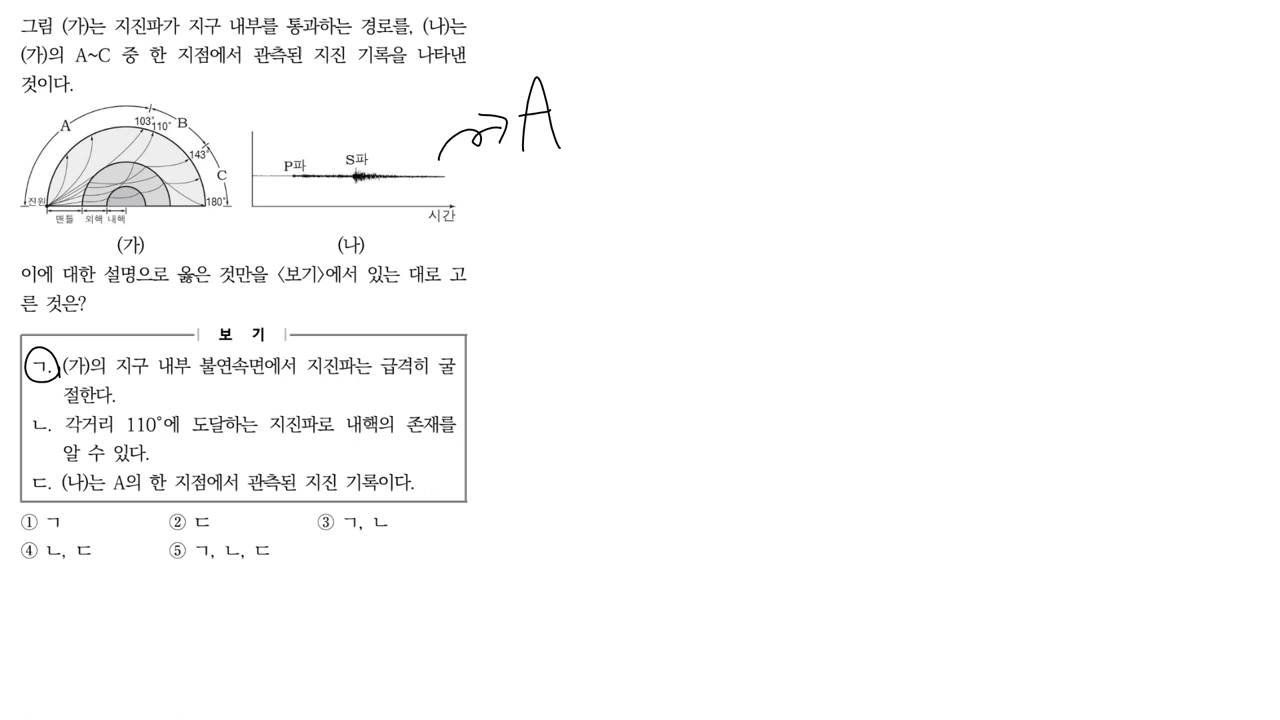 그림 (가)는 지진파가 지구 내부를 통과하는 경로를, (나)는
(가)의 A~C 중 한 지점에서 관측된 지진 기록을 나타낸
것이다.
A
103°
110°
B
143°
C
180°
진원
맨틀
외핵
내핵
(가)
P파
S파
시간
(나)
A
이에 대한 설명으로 옳은 것만을 <보기>에서 있는 대로 고
른 것은?
보 기
ㄱ. (가)의 지구 내부 불연속면에서 지진파는 급격히 굴
절한다.
ㄴ. 각거리 110°에 도달하는 지진파로 내핵의 존재를
알 수 있다.
ㄷ. (나)는 A의 한 지점에서 관측된 지진 기록이다.
① ㄱ ② ㄷ ③ ㄱ, ㄴ
④ ㄴ, ㄷ ⑤ ㄱ, ㄴ, ㄷ